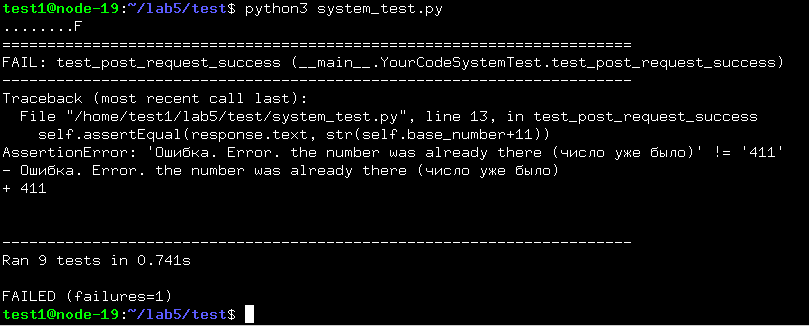 test1@node-19:~/lab5/test$ python3 system_test.py
........F
======================================================================
FAIL: test_post_request_success (__main__.YourCodeSystemTest.test_post_request_success)
----------------------------------------------------------------------
Traceback (most recent call last):
  File "/home/test1/lab5/test/system_test.py", line 13, in test_post_request_success
    self.assertEqual(response.text, str(self.base_number+11))
AssertionError: 'Ошибка. Error. the number was already there (число уже было)' != '411'
- Ошибка. Error. the number was already there (число уже было)
+ 411
----------------------------------------------------------------------
Ran 9 tests in 0.741s
FAILED (failures=1)
test1@node-19:~/lab5/test$